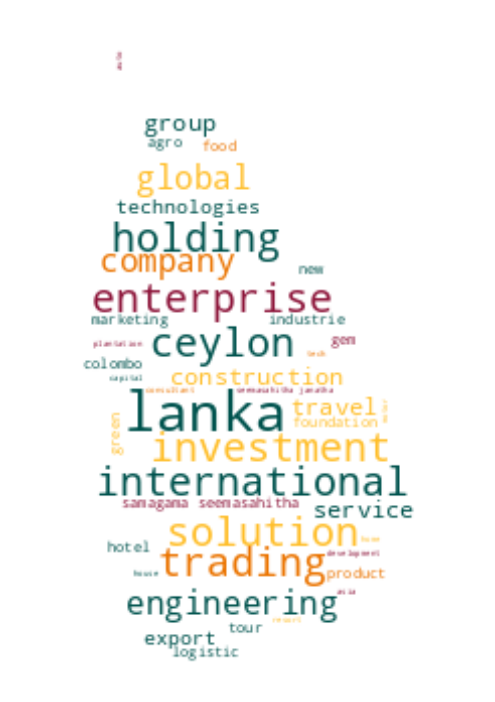 group
agro food
global
technologies
holding
company
new
enterprise
marketing industrie
plantation ceylon gem
tech
colombo
capital construction
consultant seemasahitha janatha
lanka travel
foundation
green
investment
international
samagama seemasahitha service
solution
home
hotel trading development
house product
asia
engineering
resort
tour
export
logistic